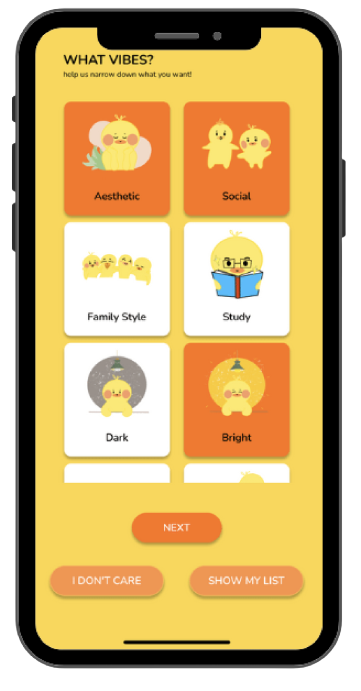 WHAT VIBES?
help us narrow down what you want!
Aesthetic
Social
Family Style
Study
Dark
Bright
NEXT
I DON'T CARE
SHOW MY LIST